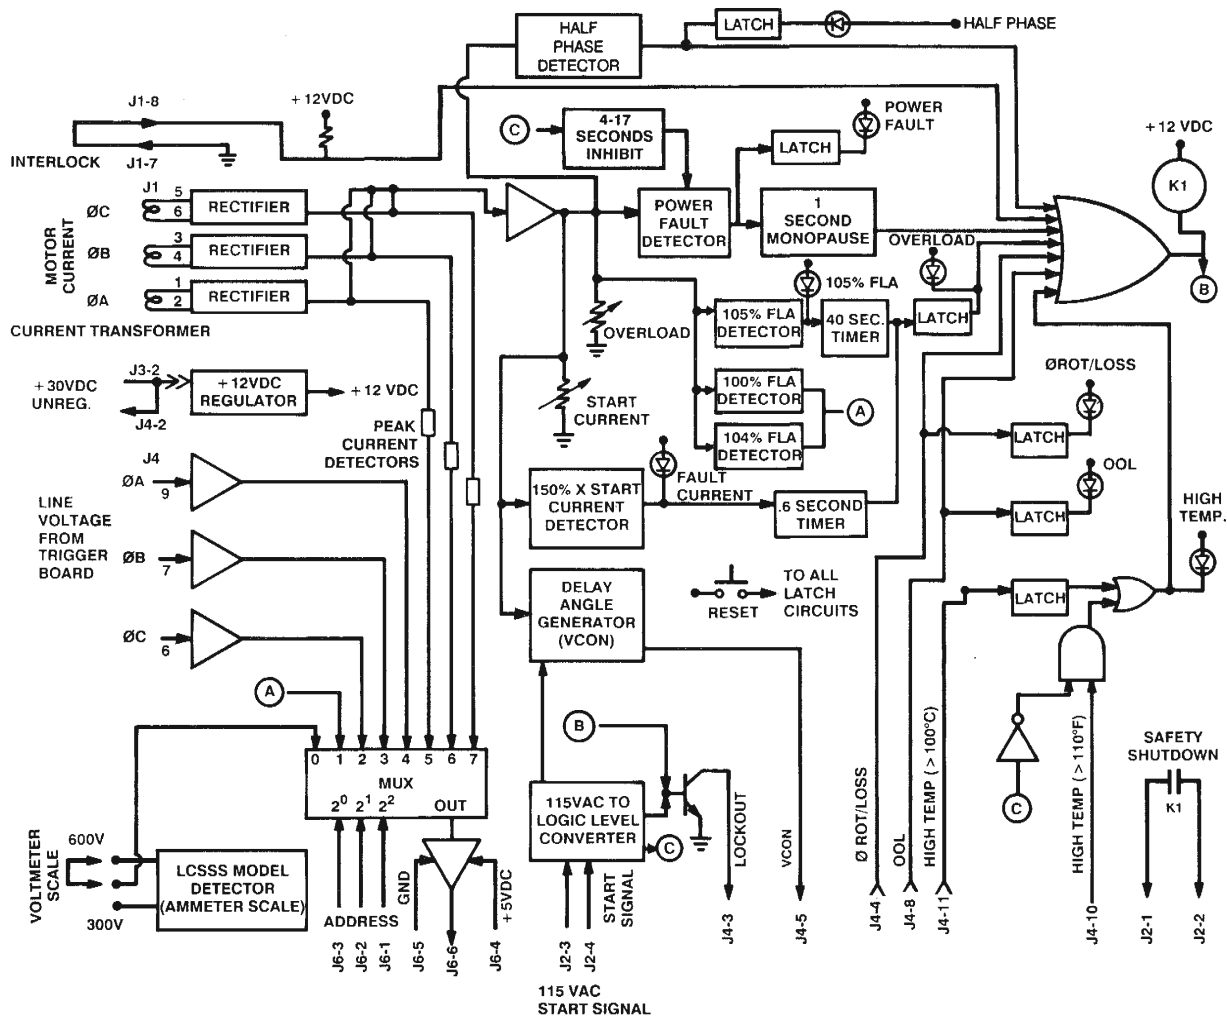 LATCH
HALF PHASE
HALF
PHASE
DETECTOR
J1-8
+12VDC
INTERLOCK
J1-7
C
4-17
SECONDS
INHIBIT
LATCH
POWER
FAULT
+12 VDC
K1
MOTOR
CURRENT
J1
ØC
5
6
RECTIFIER
ØB
3
4
RECTIFIER
ØA
1
2
RECTIFIER
CURRENT TRANSFORMER
POWER
FAULT
DETECTOR
1
SECOND
MONOPAUSE
OVERLOAD
B
105% FLA
OVERLOAD
105% FLA
DETECTOR
40 SEC.
TIMER
LATCH
+30VDC
UNREG.
J3-2
J4-2
+12VDC
REGULATOR
+12 VDC
START
CURRENT
100% FLA
DETECTOR
104% FLA
DETECTOR
A
ØROT/LOSS
LATCH
PEAK
CURRENT
DETECTORS
LINE
VOLTAGE
FROM
TRIGGER
BOARD
J4
ØA
9
ØB
7
ØC
6
150% X START
CURRENT
DETECTOR
FAULT
CURRENT
.6 SECOND
TIMER
OOL
LATCH
HIGH
TEMP.
DELAY
ANGLE
GENERATOR
(VCON)
RESET
TO ALL
LATCH
CIRCUITS
LATCH
A
B
0 1 2 3 4 5 6 7
MUX
2⁰ 2¹ 2² OUT
115VAC TO
LOGIC LEVEL
CONVERTER
C
C
SAFETY
SHUTDOWN
K1
VOLTMETER
SCALE
600V
300V
LCSSS MODEL
DETECTOR
(AMMETER SCALE)
ADDRESS
GND
+5VDC
START
SIGNAL
LOCKOUT
VCON
Ø ROT/LOSS
OOL
HIGH TEMP (>100°C)
HIGH TEMP (>110°F)
J6-3
J6-2
J6-1
J6-5
J6-6
J6-4
J2-3
J2-4
J4-3
J4-5
J4-4
J4-8
J4-11
J4-10
J2-1
J2-2
115 VAC
START SIGNAL